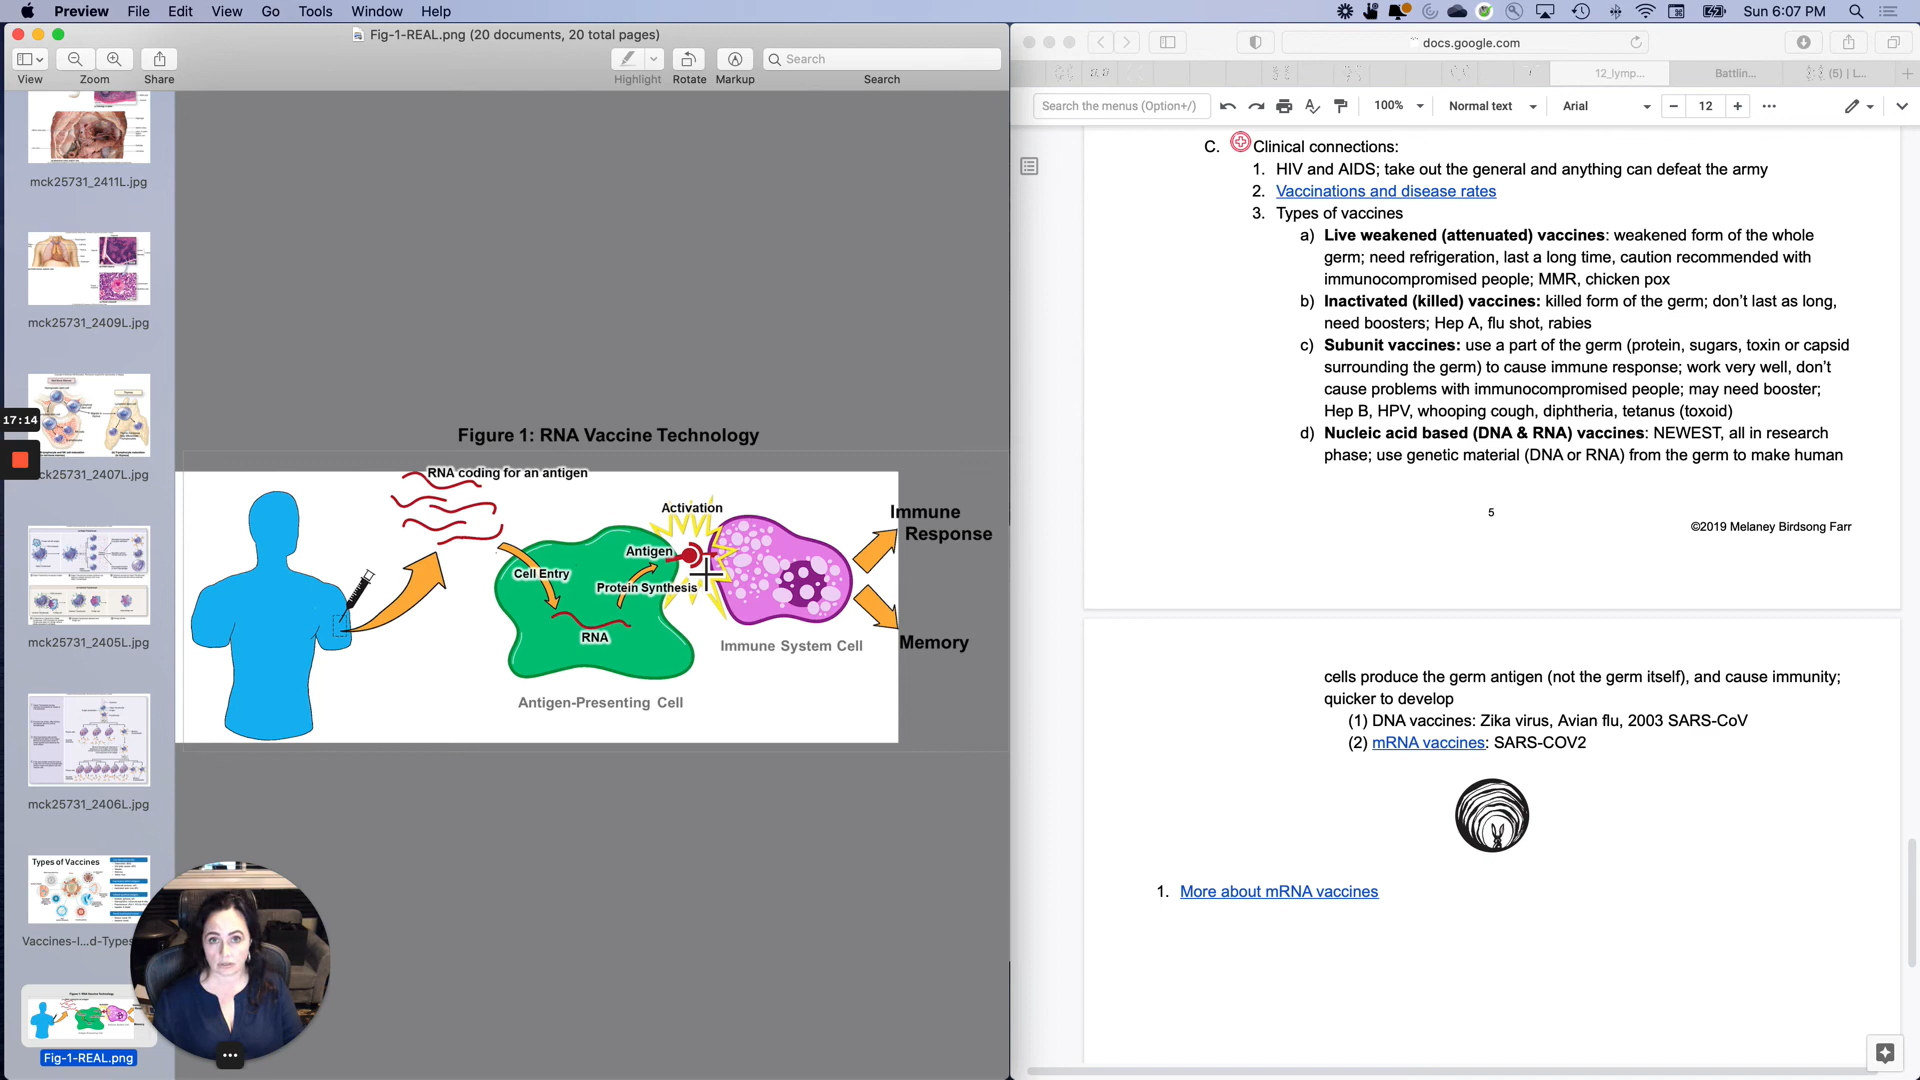 Preview File Edit View Go Tools Window Help
Sun 6:07 PM
Fig-1-REAL.png (20 documents, 20 total pages)
View Zoom Share Highlight Rotate Markup Search
Search
mck25731_2411L.jpg
mck25731_2409L.jpg
17:14
mck25731_2407L.jpg
mck25731_2405L.jpg
mck25731_2406L.jpg
Types of Vaccines
Vaccines-I...d-Types
Fig-1-REAL.png
Figure 1: RNA Vaccine Technology
RNA coding for an antigen
Activation
Immune
Response
Antigen
Cell Entry
Protein Synthesis
RNA
Immune System Cell
Memory
Antigen-Presenting Cell
docs.google.com
12_lymp...
Battlin...
(5) | L...
Search the menus (Option+/)
100% Normal text Arial 12
C. Clinical connections:
1. HIV and AIDS; take out the general and anything can defeat the army
2. Vaccinations and disease rates
3. Types of vaccines
a) Live weakened (attenuated) vaccines: weakened form of the whole
germ; need refrigeration, last a long time, caution recommended with
immunocompromised people; MMR, chicken pox
b) Inactivated (killed) vaccines: killed form of the germ; don’t last as long,
need boosters; Hep A, flu shot, rabies
c) Subunit vaccines: use a part of the germ (protein, sugars, toxin or capsid
surrounding the germ) to cause immune response; work very well, don’t
cause problems with immunocompromised people; may need booster;
Hep B, HPV, whooping cough, diphtheria, tetanus (toxoid)
d) Nucleic acid based (DNA & RNA) vaccines: NEWEST, all in research
phase; use genetic material (DNA or RNA) from the germ to make human
5
©2019 Melaney Birdsong Farr
cells produce the germ antigen (not the germ itself), and cause immunity;
quicker to develop
(1) DNA vaccines: Zika virus, Avian flu, 2003 SARS-CoV
(2) mRNA vaccines: SARS-COV2
1. More about mRNA vaccines